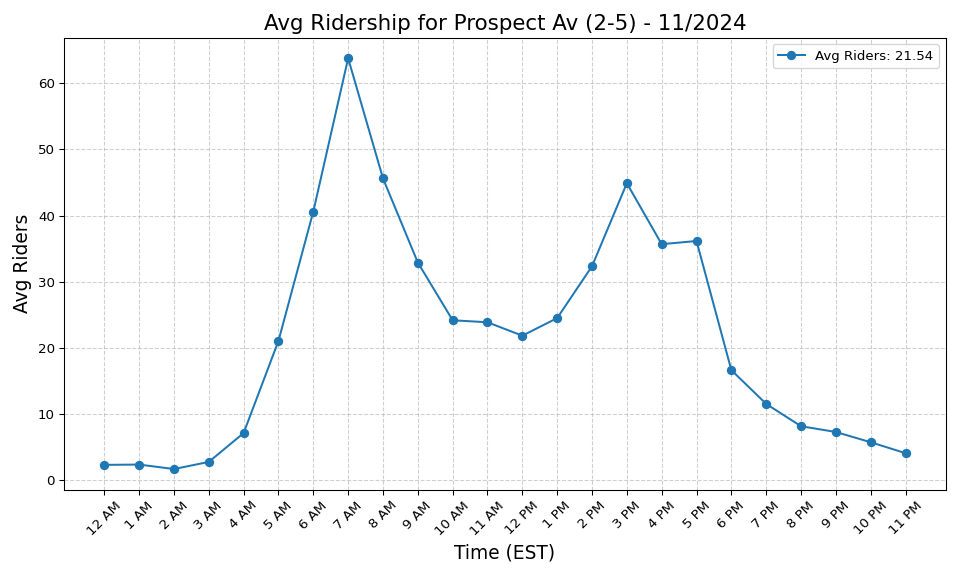 Avg Ridership for Prospect Av (2-5) - 11/2024
Avg Riders: 21.54
Avg Riders
60
50
40
30
20
10
0
12 AM
1 AM
2 AM
3 AM
4 AM
5 AM
6 AM
7 AM
8 AM
9 AM
10 AM
11 AM
12 PM
1 PM
2 PM
3 PM
4 PM
5 PM
6 PM
7 PM
8 PM
9 PM
10 PM
11 PM
Time (EST)